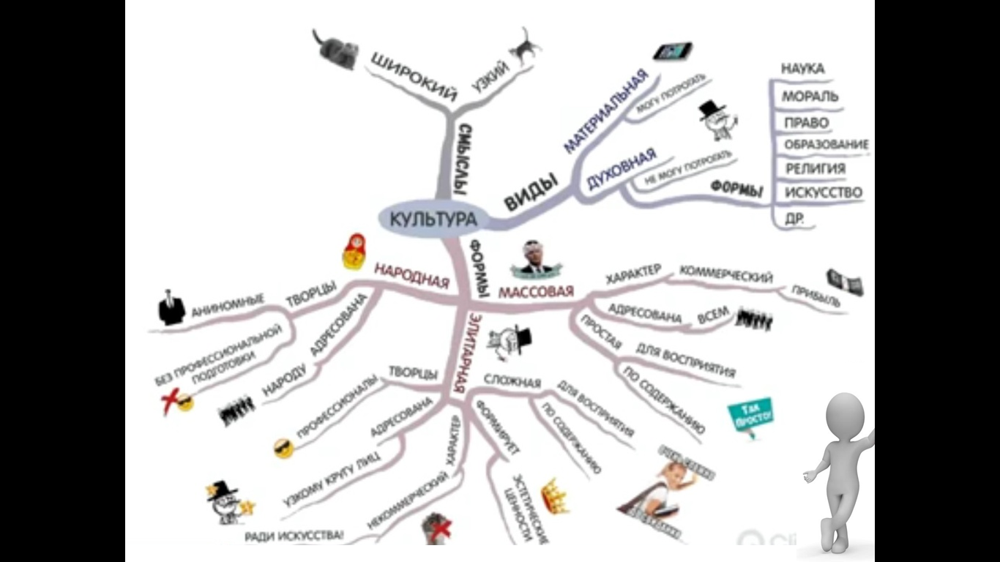 ШИРОКИЙ
УЗКИЙ
СМЫСЛЫ
КУЛЬТУРА
ВИДЫ
МАТЕРИАЛЬНАЯ
МОГУ ПОТРОГАТЬ
ДУХОВНАЯ
НЕ МОГУ ПОТРОГАТЬ
ФОРМЫ
НАУКА
МОРАЛЬ
ПРАВО
ОБРАЗОВАНИЕ
РЕЛИГИЯ
ИСКУССТВО
ДР.
ФОРМЫ
НАРОДНАЯ
ТВОРЦЫ
АНИНОМНЫЕ
БЕЗ ПРОФЕССИОНАЛЬНОЙ
ПОДГОТОВКИ
АДРЕСОВАНА
НАРОДУ
МАССОВАЯ
ХАРАКТЕР
КОММЕРЧЕСКИЙ
ПРИБЫЛЬ
АДРЕСОВАНА
ВСЕМ
ПРОСТАЯ
ДЛЯ ВОСПРИЯТИЯ
ПО СОДЕРЖАНИЮ
ТАК
ПРОСТО!
ЭЛИТАРНАЯ
ТВОРЦЫ
ПРОФЕССИОНАЛЫ
АДРЕСОВАНА
УЗКОМУ КРУГУ ЛИЦ
ХАРАКТЕР
НЕКОММЕРЧЕСКИЙ
РАДИ ИСКУССТВА!
ФОРМИРУЕТ
ЭСТЕТИЧЕСКИЕ
ЦЕННОСТИ
СЛОЖНАЯ
ДЛЯ ВОСПРИЯТИЯ
ПО СОДЕРЖАНИЮ